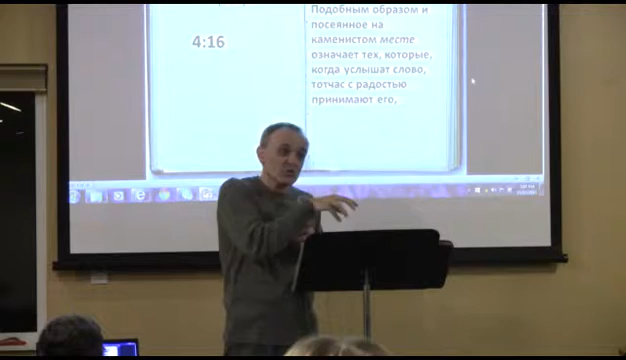 Подобным образом и
посеянное на
каменистом месте
означает тех, которые,
когда услышат слово,
тотчас с радостью
принимают его,
4:16